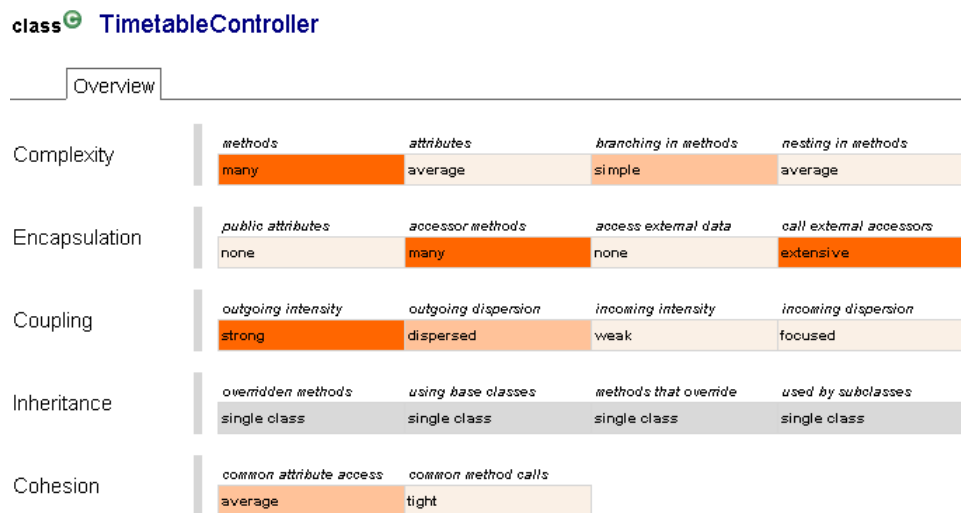 class C TimetableController
Overview
Complexity
methods attributes branching in methods nesting in methods
many average simple average
Encapsulation
public attributes accessor methods access external data call external accessors
none many none extensive
Coupling
outgoing intensity outgoing dispersion incoming intensity incoming dispersion
strong dispersed weak focused
Inheritance
overridden methods using base classes methods that override used by subclasses
single class single class single class single class
Cohesion
common attribute access common method calls
average tight